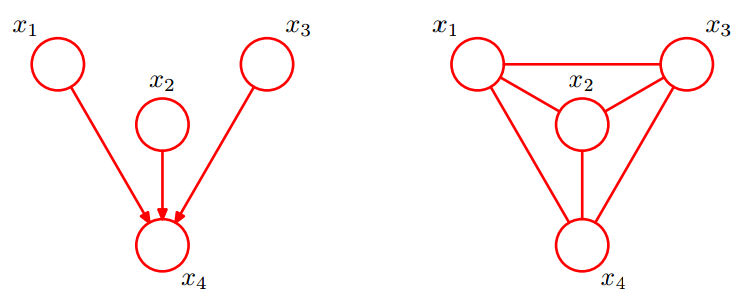 x₁ x₃ x₁ x₃
x₂ x₂
x₄ x₄